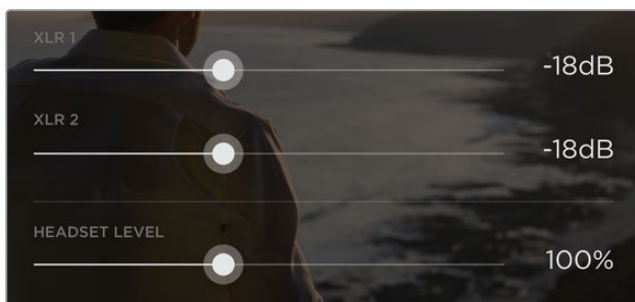 XLR 1
-18dB
XLR 2
-18dB
HEADSET LEVEL
100%